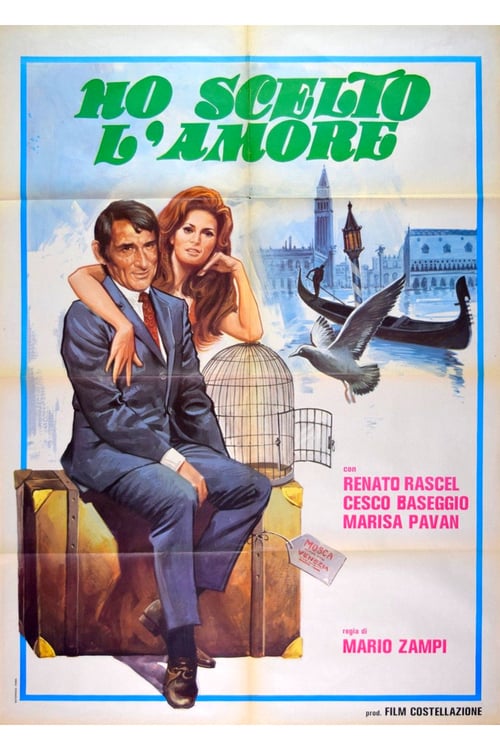 HO SCELTO
L'AMORE
con
RENATO RASCEL
CESCO BASEGGIO
MARISA PAVAN
MOSCA
VENEZIA
regia di
MARIO ZAMPI
prod. FILM COSTELLAZIONE